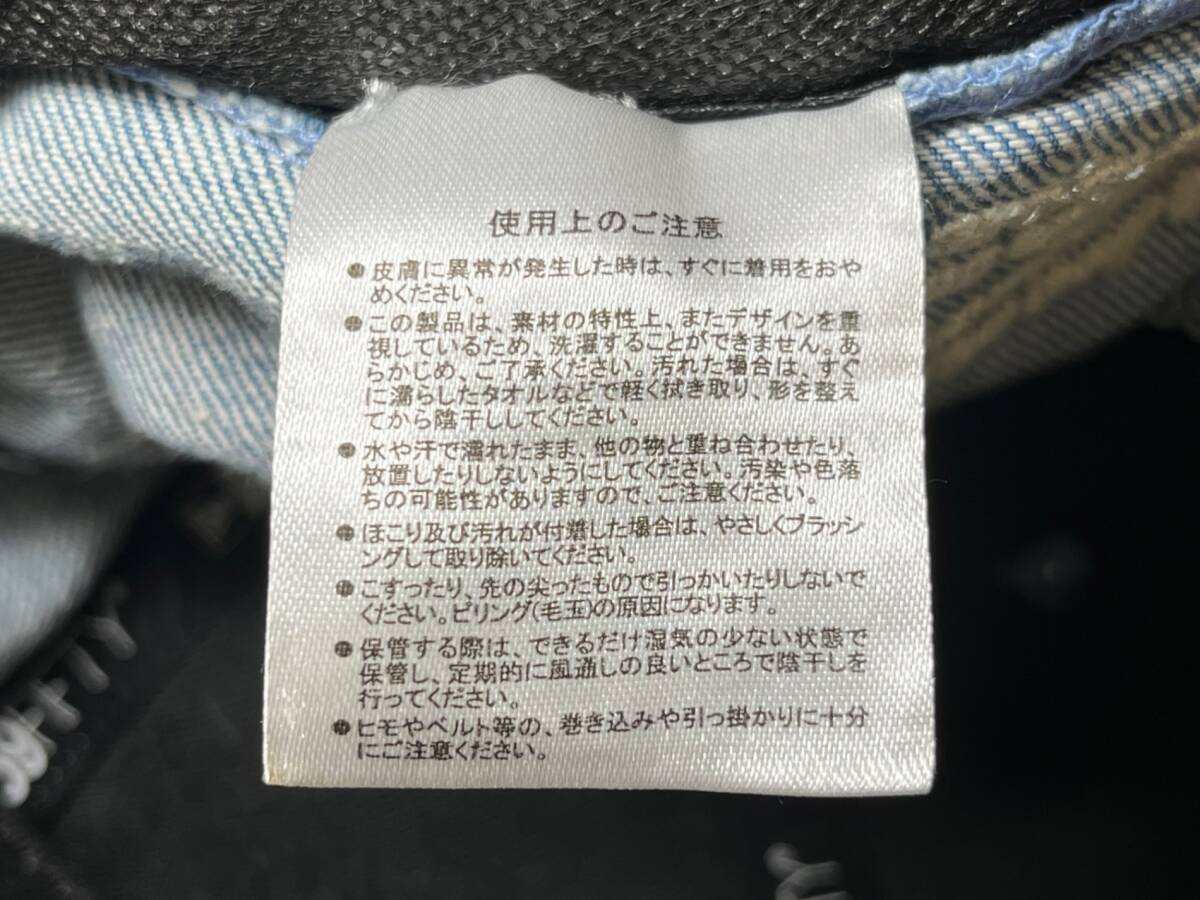 使用上のご注意
●皮膚に異常が発生した時は、すぐに着用をおや
めください。
●この製品は、素材の特性上、またデザインを重
視しているため、洗濯することができません。あ
らかじめ、ご了承ください。汚れた場合は、すぐ
に濡らしたタオルなどで軽く拭き取り、形を整え
てから陰干ししてください。
●水や汗で濡れたまま、他の物と重ね合わせたり、
放置したりしないようにしてください。汚染や色落
ちの可能性がありますので、ご注意ください。
●ほこり及び汚れが付着した場合は、やさしくブラッシ
ングして取り除いてください。
●こすったり、先の尖ったもので引っかいたりしないで
ください。ピリング(毛玉)の原因になります。
●保管する際は、できるだけ湿気の少ない状態で
保管し、定期的に風通しの良いところで陰干しを
行ってください。
●ヒモやベルト等の、巻き込みや引っ掛かりに十分
にご注意ください。